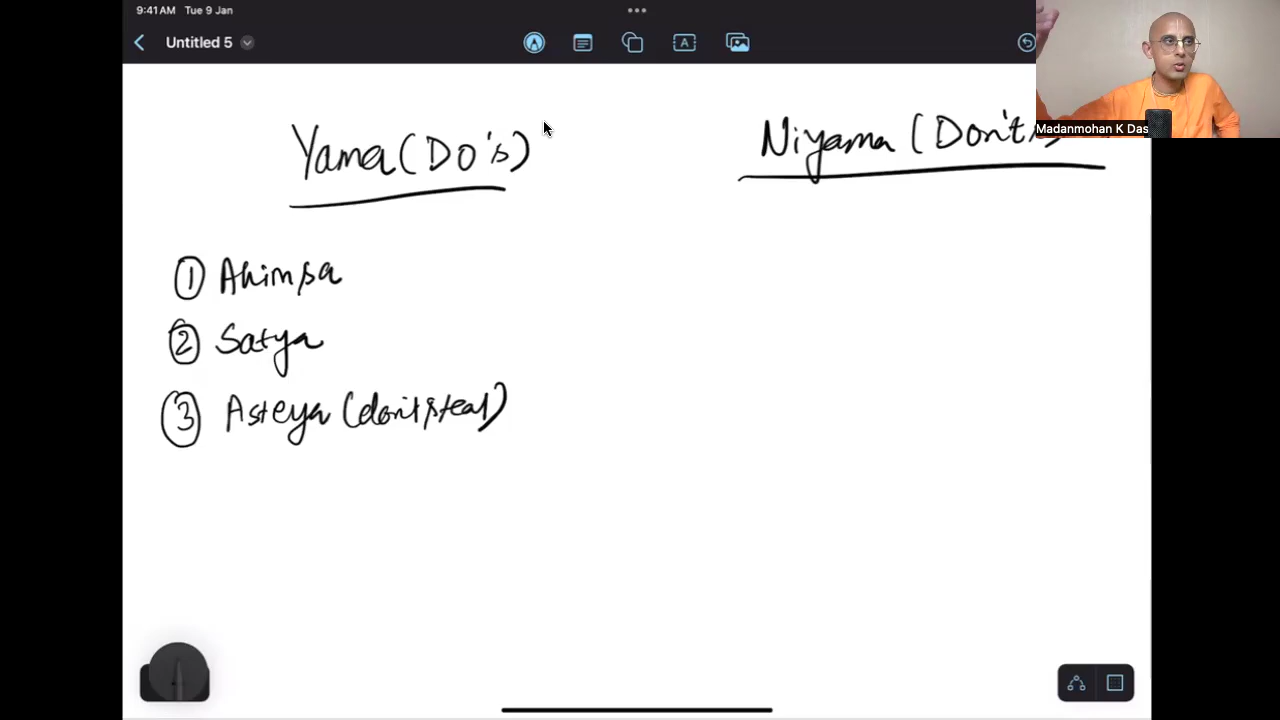 9:41 AM Tue 9 Jan
Untitled 5
Yama (Do's)
Niyama (Don'ts
Madanmohan K Das
1 Ahimsa
2 Satya
3 Asteya (don't steal)